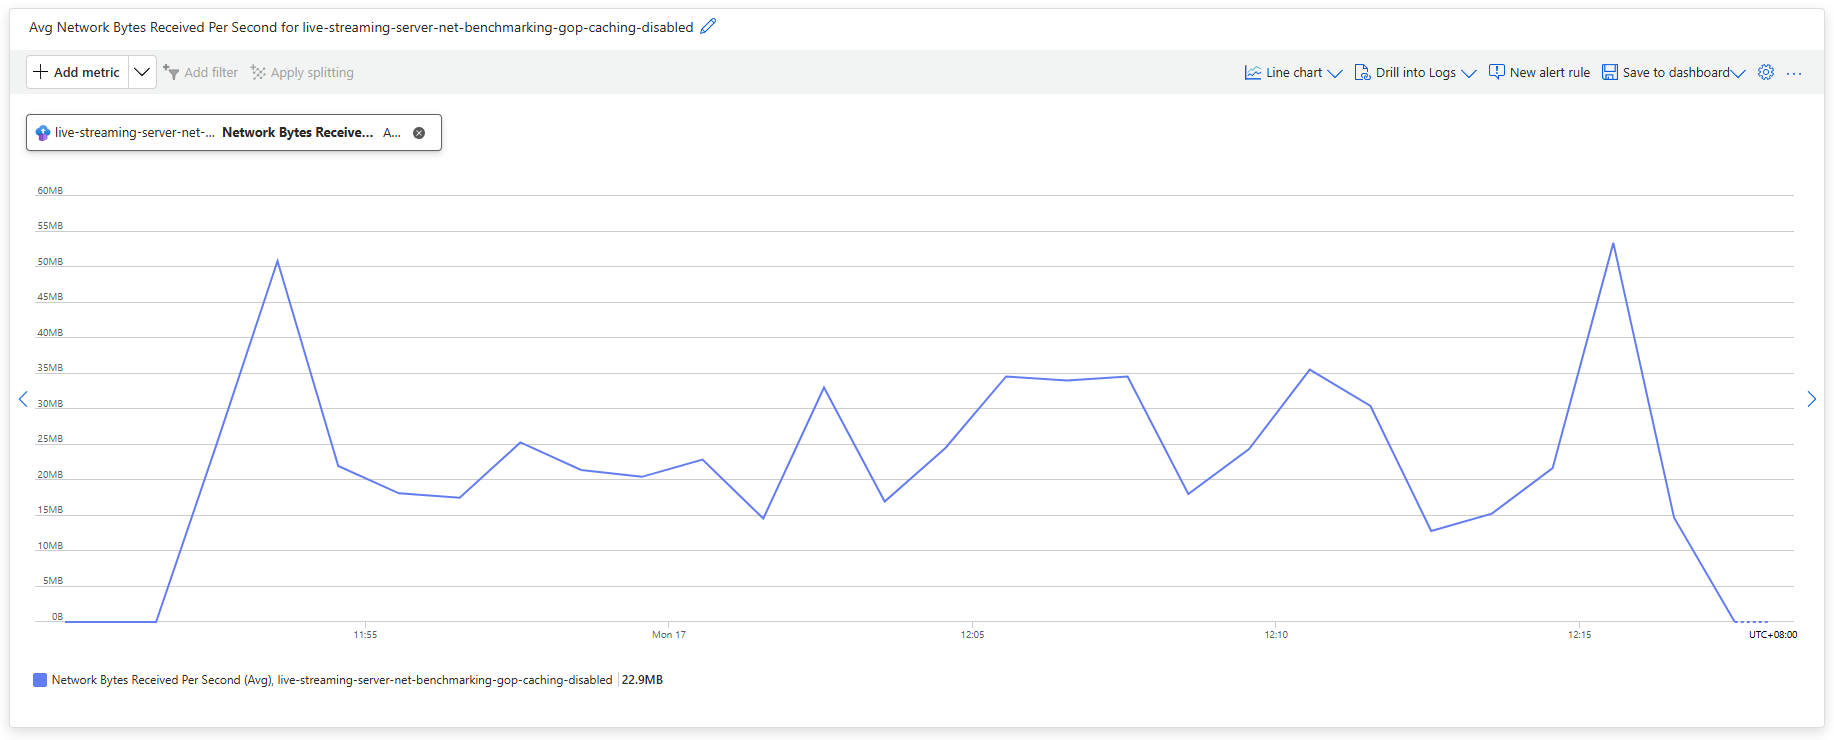 Avg Network Bytes Received Per Second for live-streaming-server-net-benchmarking-gop-caching-disabled
Add metric Add filter Apply splitting Line chart Drill into Logs New alert rule Save to dashboard ...
live-streaming-server-net-... Network Bytes Receive... A...
60MB
55MB
50MB
45MB
40MB
35MB
30MB
25MB
20MB
15MB
10MB
5MB
0B
11:55 Mon 17 12:05 12:10 12:15 UTC+08:00
Network Bytes Received Per Second (Avg), live-streaming-server-net-benchmarking-gop-caching-disabled 22.9MB